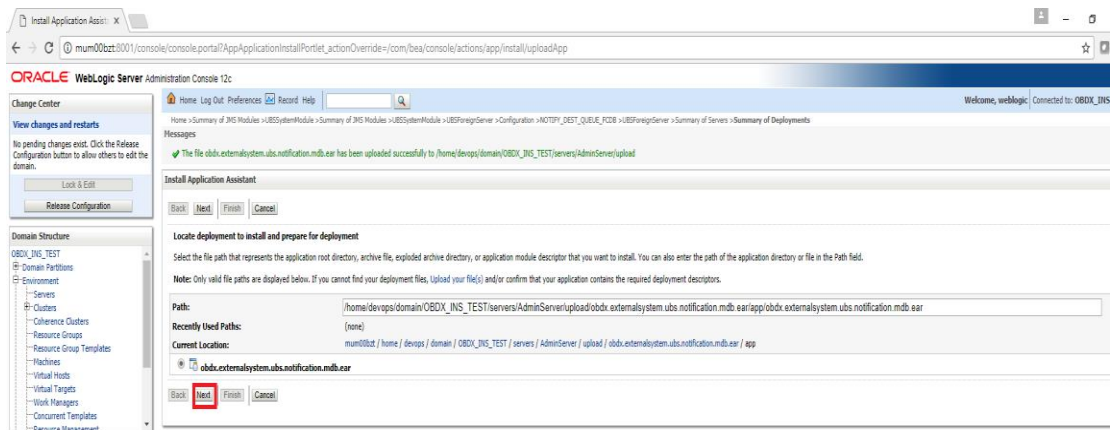 Install Application Assist: X
mum00bzt:8001/console/console.portal?AppApplicationInstallPortlet_actionOverride=/com/bea/console/actions/app/install/uploadApp
ORACLE WebLogic Server Administration Console 12c
Change Center
View changes and restarts
No pending changes exist. Click the Release
Configuration button to allow others to edit the
domain.
Lock & Edit
Release Configuration
Domain Structure
OBDX_INS_TEST
Domain Partitions
Environment
Servers
Clusters
Coherence Clusters
Resource Groups
Resource Group Templates
Machines
Virtual Hosts
Virtual Targets
Work Managers
Concurrent Templates
Resource Management
Home Log Out Preferences Record Help
Welcome, weblogic Connected to: OBDX_INS
Home >Summary of JMS Modules >UBSSystemModule >Summary of JMS Modules >UBSSystemModule >UBSForeignServer >Configuration >NOTIFY_DEST_QUEUE_FCDB >UBSForeignServer >Summary of Servers >Summary of Deployments
Messages
The file obdx.externalsystem.ubs.notification.mdb.ear has been uploaded successfully to /home/devops/domain/OBDX_INS_TEST/servers/AdminServer/upload
Install Application Assistant
Back Next Finish Cancel
Locate deployment to install and prepare for deployment
Select the file path that represents the application root directory, archive file, exploded archive directory, or application module descriptor that you want to install. You can also enter the path of the application directory or file in the Path field.
Note: Only valid file paths are displayed below. If you cannot find your deployment files, Upload your file(s) and/or confirm that your application contains the required deployment descriptors.
Path: /home/devops/domain/OBDX_INS_TEST/servers/AdminServer/upload/obdx.externalsystem.ubs.notification.mdb.ear/app/obdx.externalsystem.ubs.notification.mdb.ear
Recently Used Paths: (none)
Current Location: mum00bzt / home / devops / domain / OBDX_INS_TEST / servers / AdminServer / upload / obdx.externalsystem.ubs.notification.mdb.ear / app
obdx.externalsystem.ubs.notification.mdb.ear
Back Next Finish Cancel